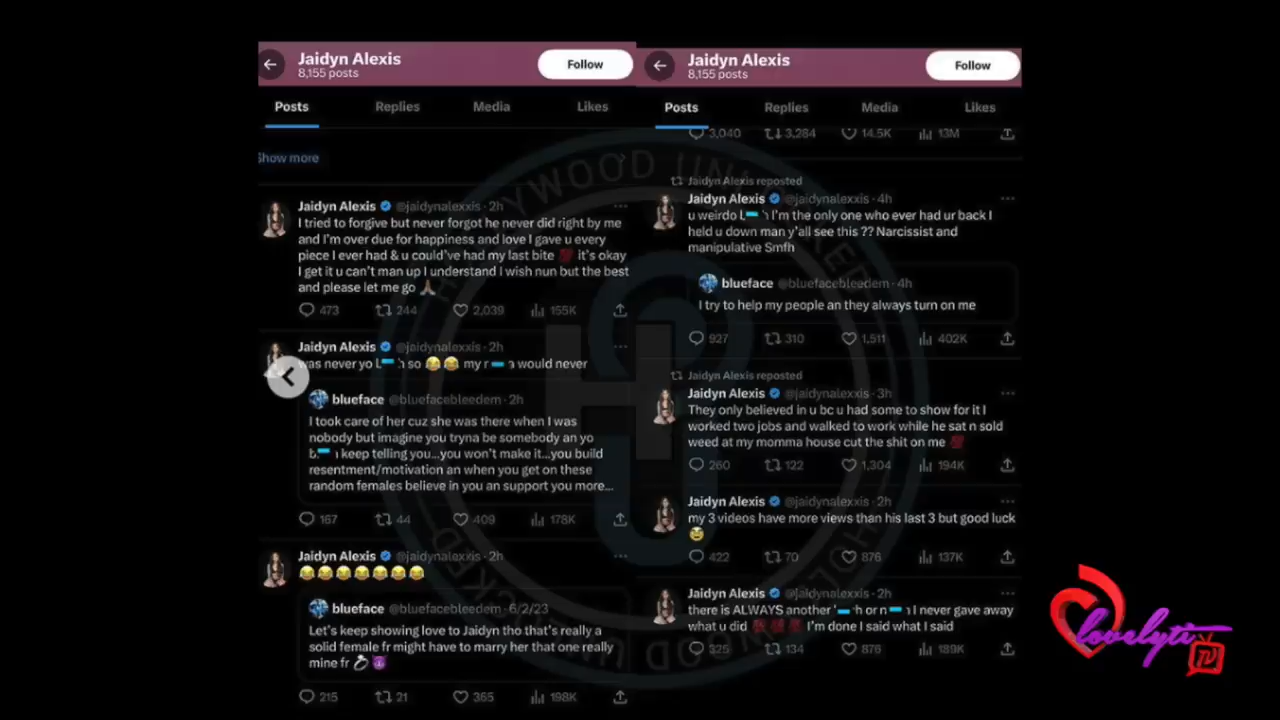 Jaidyn Alexis
8,155 posts
Follow
Posts
Replies
Media
Likes
Show more
Jaidyn Alexis @jaidynalexxis · 2h
I tried to forgive but never forgot he never did right by me
and I'm over due for happiness and love I gave u every
piece I ever had & u could've had my last bite 💯 it's okay
I get it u can't man up I understand I wish nun but the best
and please let me go 🙏🏽
473
244
2,039
155K
Jaidyn Alexis @jaidynalexxis · 2h
was never yo b h so 😂😂 my n a would never
blueface @bluefacebleedem · 2h
I took care of her cuz she was there when I was
nobody but imagine you tryna be somebody an yo
b h keep telling you...you won't make it...you build
resentment/motivation an when you get on these
random females believe in you an support you more...
167
44
409
178K
Jaidyn Alexis @jaidynalexxis · 2h
😂😂😂😂😂😂😂
blueface @bluefacebleedem · 6/2/23
Let's keep showing love to Jaidyn tho that's really a
solid female fr might have to marry her that one really
mine fr 💍😈
215
21
365
198K
Jaidyn Alexis
8,155 posts
Follow
Posts
Replies
Media
Likes
3,040
3,284
14.5K
13M
Jaidyn Alexis reposted
Jaidyn Alexis @jaidynalexxis · 4h
u weirdo b h I'm the only one who ever had ur back I
held u down man y'all see this ?? Narcissist and
manipulative Smfh
blueface @bluefacebleedem · 4h
I try to help my people an they always turn on me
927
310
1,511
402K
Jaidyn Alexis reposted
Jaidyn Alexis @jaidynalexxis · 3h
They only believed in u bc u had some to show for it I
worked two jobs and walked to work while he sat n sold
weed at my momma house cut the shit on me 💯
260
122
1,304
194K
Jaidyn Alexis @jaidynalexxis · 2h
my 3 videos have more views than his last 3 but good luck
422
70
876
137K
Jaidyn Alexis @jaidynalexxis · 2h
there is ALWAYS another h or n I never gave away
what u did 💯💯💯 I'm done I said what I said
325
134
876
189K
HOLLYWOOD UNLOCKED
HOLLYWOOD UNLOCKED
lovelyti
TV